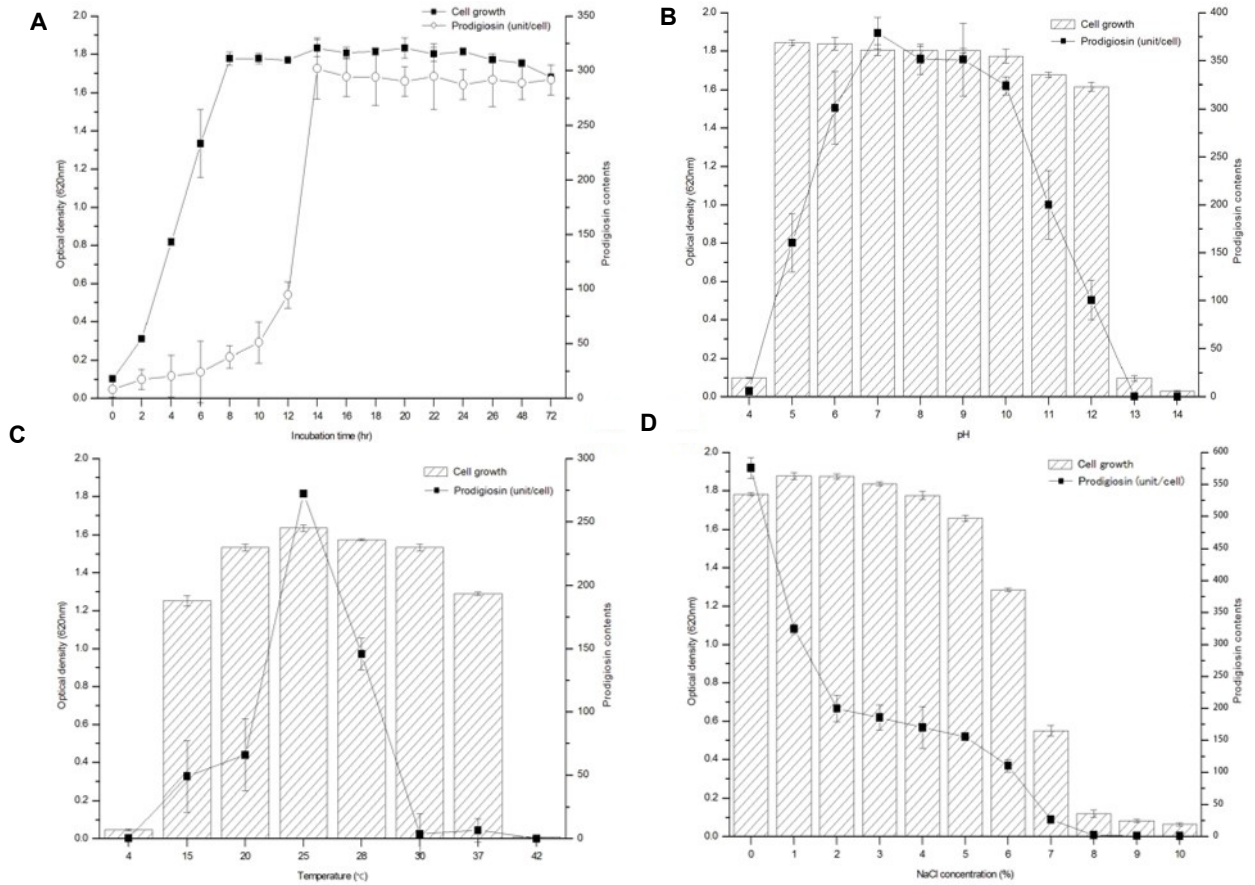 A
Cell growth
Prodigiosin (unit/cell)
Optical density (620nm)
2.0
1.8
1.6
1.4
1.2
1.0
0.8
0.6
0.4
0.2
0.0
350
300
250
200
150
100
50
0
Prodigiosin contents
0 2 4 6 8 10 12 14 16 18 20 22 24 26 48 72
Incubation time (hr)
B
Cell growth
Prodigiosin (unit/cell)
Optical density (620nm)
2.0
1.8
1.6
1.4
1.2
1.0
0.8
0.6
0.4
0.2
0.0
400
350
300
250
200
150
100
50
0
Prodigiosin contents
4 5 6 7 8 9 10 11 12 13 14
pH
C
Cell growth
Prodigiosin (unit/cell)
Optical density (620nm)
2.0
1.8
1.6
1.4
1.2
1.0
0.8
0.6
0.4
0.2
0.0
300
250
200
150
100
50
0
Prodigiosin contents
4 15 20 25 28 30 37 42
Temperature (℃)
D
Cell growth
Prodigiosin (unit/cell)
Optical density (620nm)
2.0
1.8
1.6
1.4
1.2
1.0
0.8
0.6
0.4
0.2
0.0
600
550
500
450
400
350
300
250
200
150
100
50
0
Prodigiosin contents
0 1 2 3 4 5 6 7 8 9 10
NaCl concentration (%)